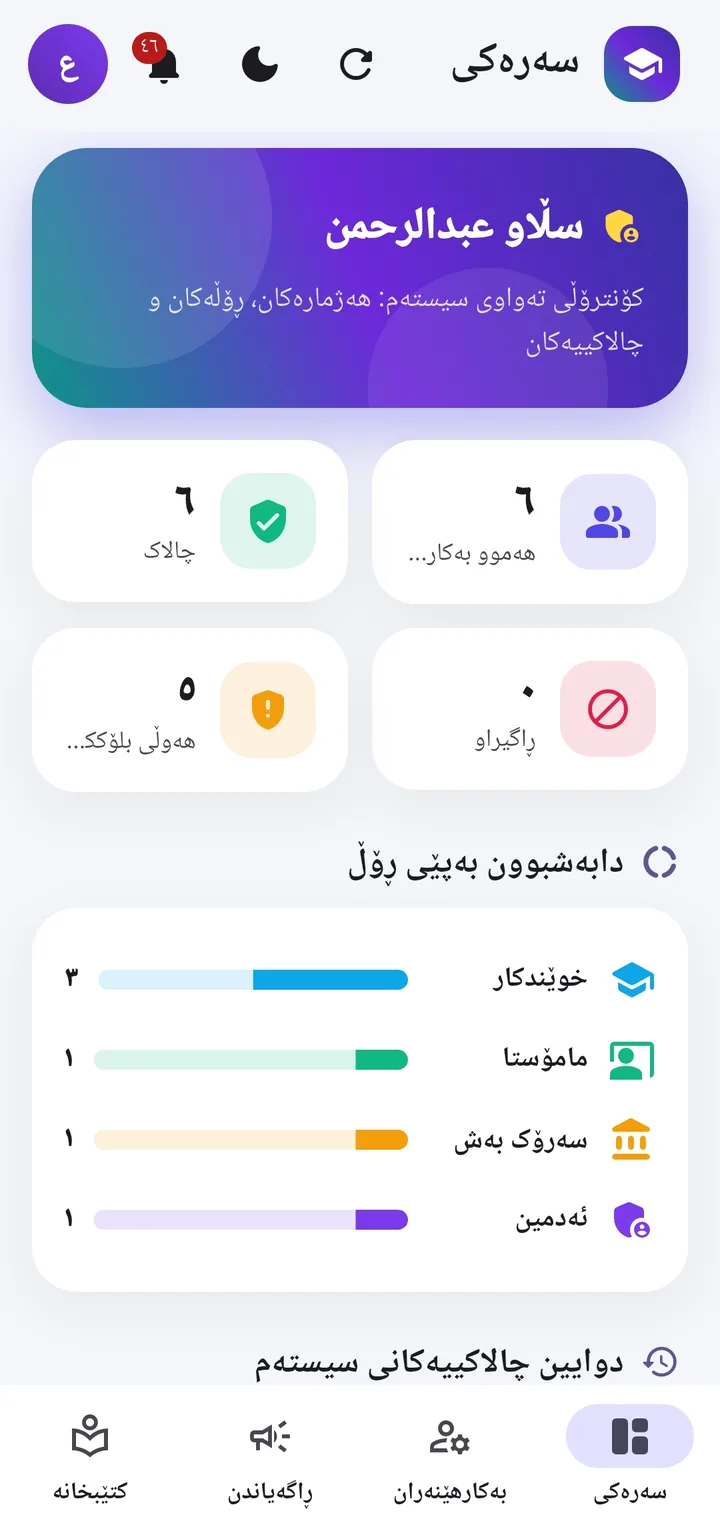 سەرەکی
٤٦
ع
سڵاو عبدالرحمن
کۆنترۆڵی تەواوی سیستەم: هەژمارەکان، ڕۆڵەکان و
چالاکییەکان
٦
هەموو بەکار...
٦
چالاک
٠
ڕاگیراو
٥
هەوڵی بلۆکک...
دابەشبوون بەپێی ڕۆڵ
خوێندکار ٣
مامۆستا ١
سەرۆک بەش ١
ئەدمین ١
دوایین چالاکییەکانی سیستەم
سەرەکی
بەکارهێنەران
ڕاگەیاندن
کتێبخانە